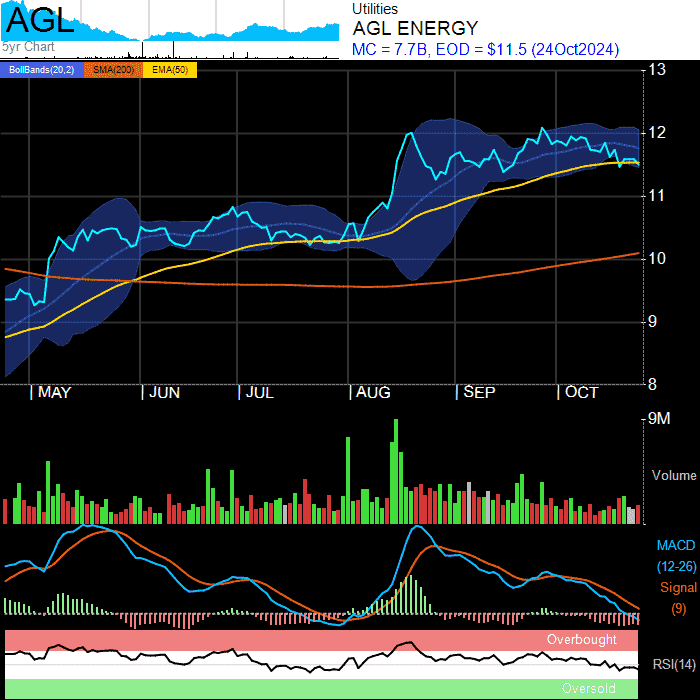 AGL
5yr Chart
Utilities
AGL ENERGY
MC = 7.7B, EOD = $11.5 (24Oct2024)
BollBands(20,2) SMA(200) EMA(50)
13
12
11
10
9
8
MAY JUN JUL AUG SEP OCT
9M
Volume
MACD
(12-26)
Signal
(9)
Overbought
RSI(14)
Oversold